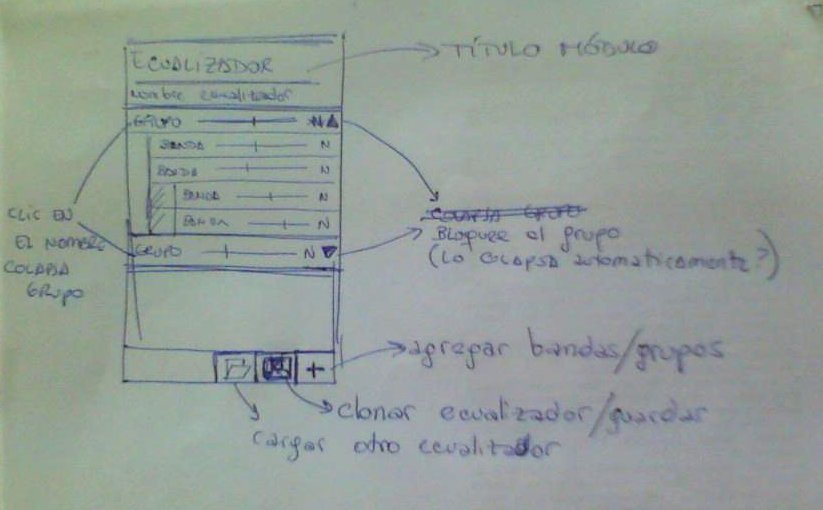 ECUALIZADOR
TÍTULO MÓDULO
nombre ecualizador
GRUPO N
BANDA N
BANDA N
BANDA N
BANDA N
GRUPO N
CLIC EN
EL NOMBRE
COLAPSA
GRUPO
COLAPSA GRUPO
Bloquea el grupo
(Lo colapsa automaticamente?)
+
agregar bandas/grupos
clonar ecualizador/guardar
cargar otro ecualizador